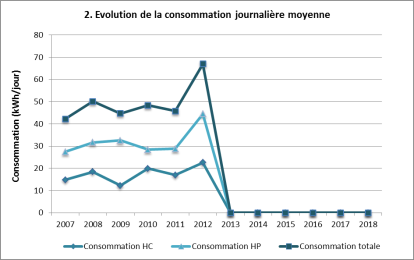 2. Evolution de la consommation journalière moyenne
80
70
60
50
40
30
20
10
0
Consommation (kWh/jour)
2007 2008 2009 2010 2011 2012 2013 2014 2015 2016 2017 2018
Consommation HC Consommation HP Consommation totale